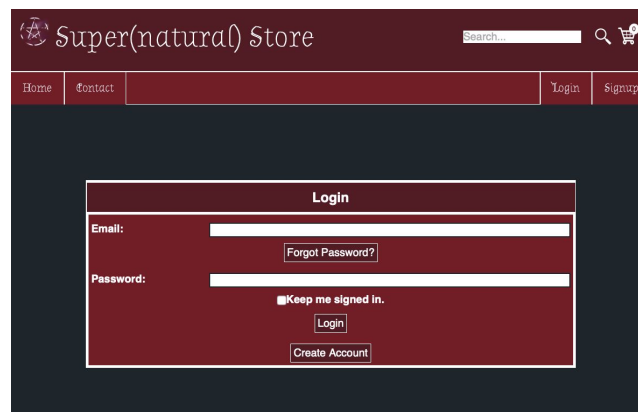 Super(natural) Store
Search...
0
Home Contact Login Signup
Login
Email:
Forgot Password?
Password:
Keep me signed in.
Login
Create Account